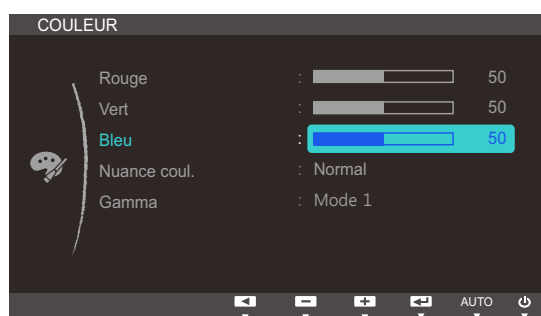 COULEUR
Rouge : 50
Vert : 50
Bleu : 50
Nuance coul. : Normal
Gamma : Mode 1
AUTO